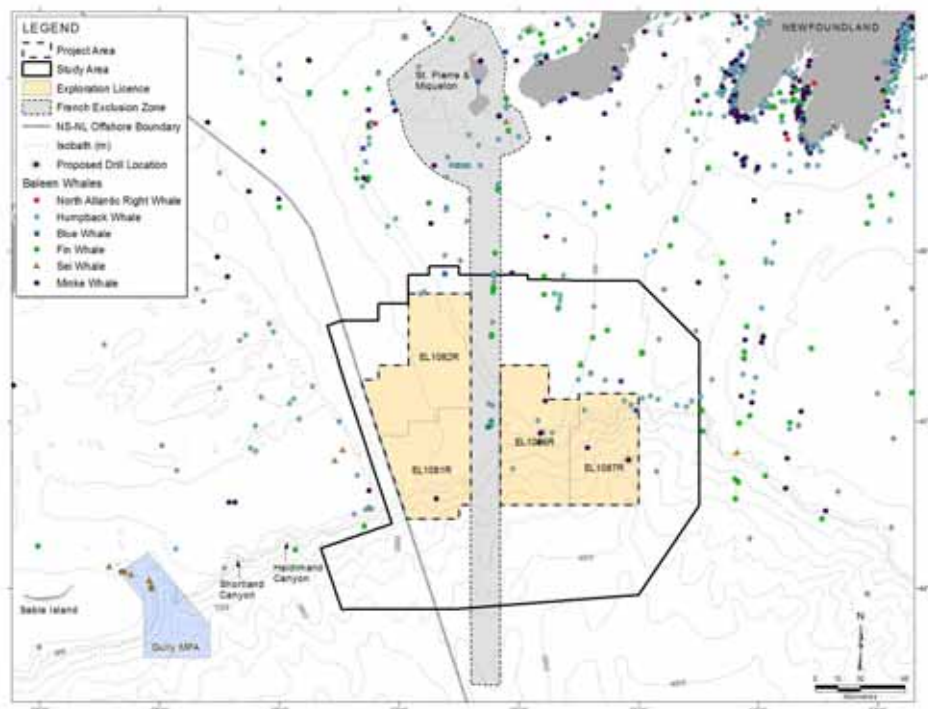 LEGEND
Project Area
Study Area
Exploration Licence
French Exclusion Zone
NS-NL Offshore Boundary
Isobath (m)
Proposed Drill Location
Baleen Whales
North Atlantic Right Whale
Humpback Whale
Blue Whale
Fin Whale
Sei Whale
Minke Whale
NEWFOUNDLAND
St. Pierre &
Miquelon
EL1082R
EL1081R
EL1086R
EL1087R
Haldimand
Canyon
Shortland
Canyon
Sable Island
Gully MPA
N